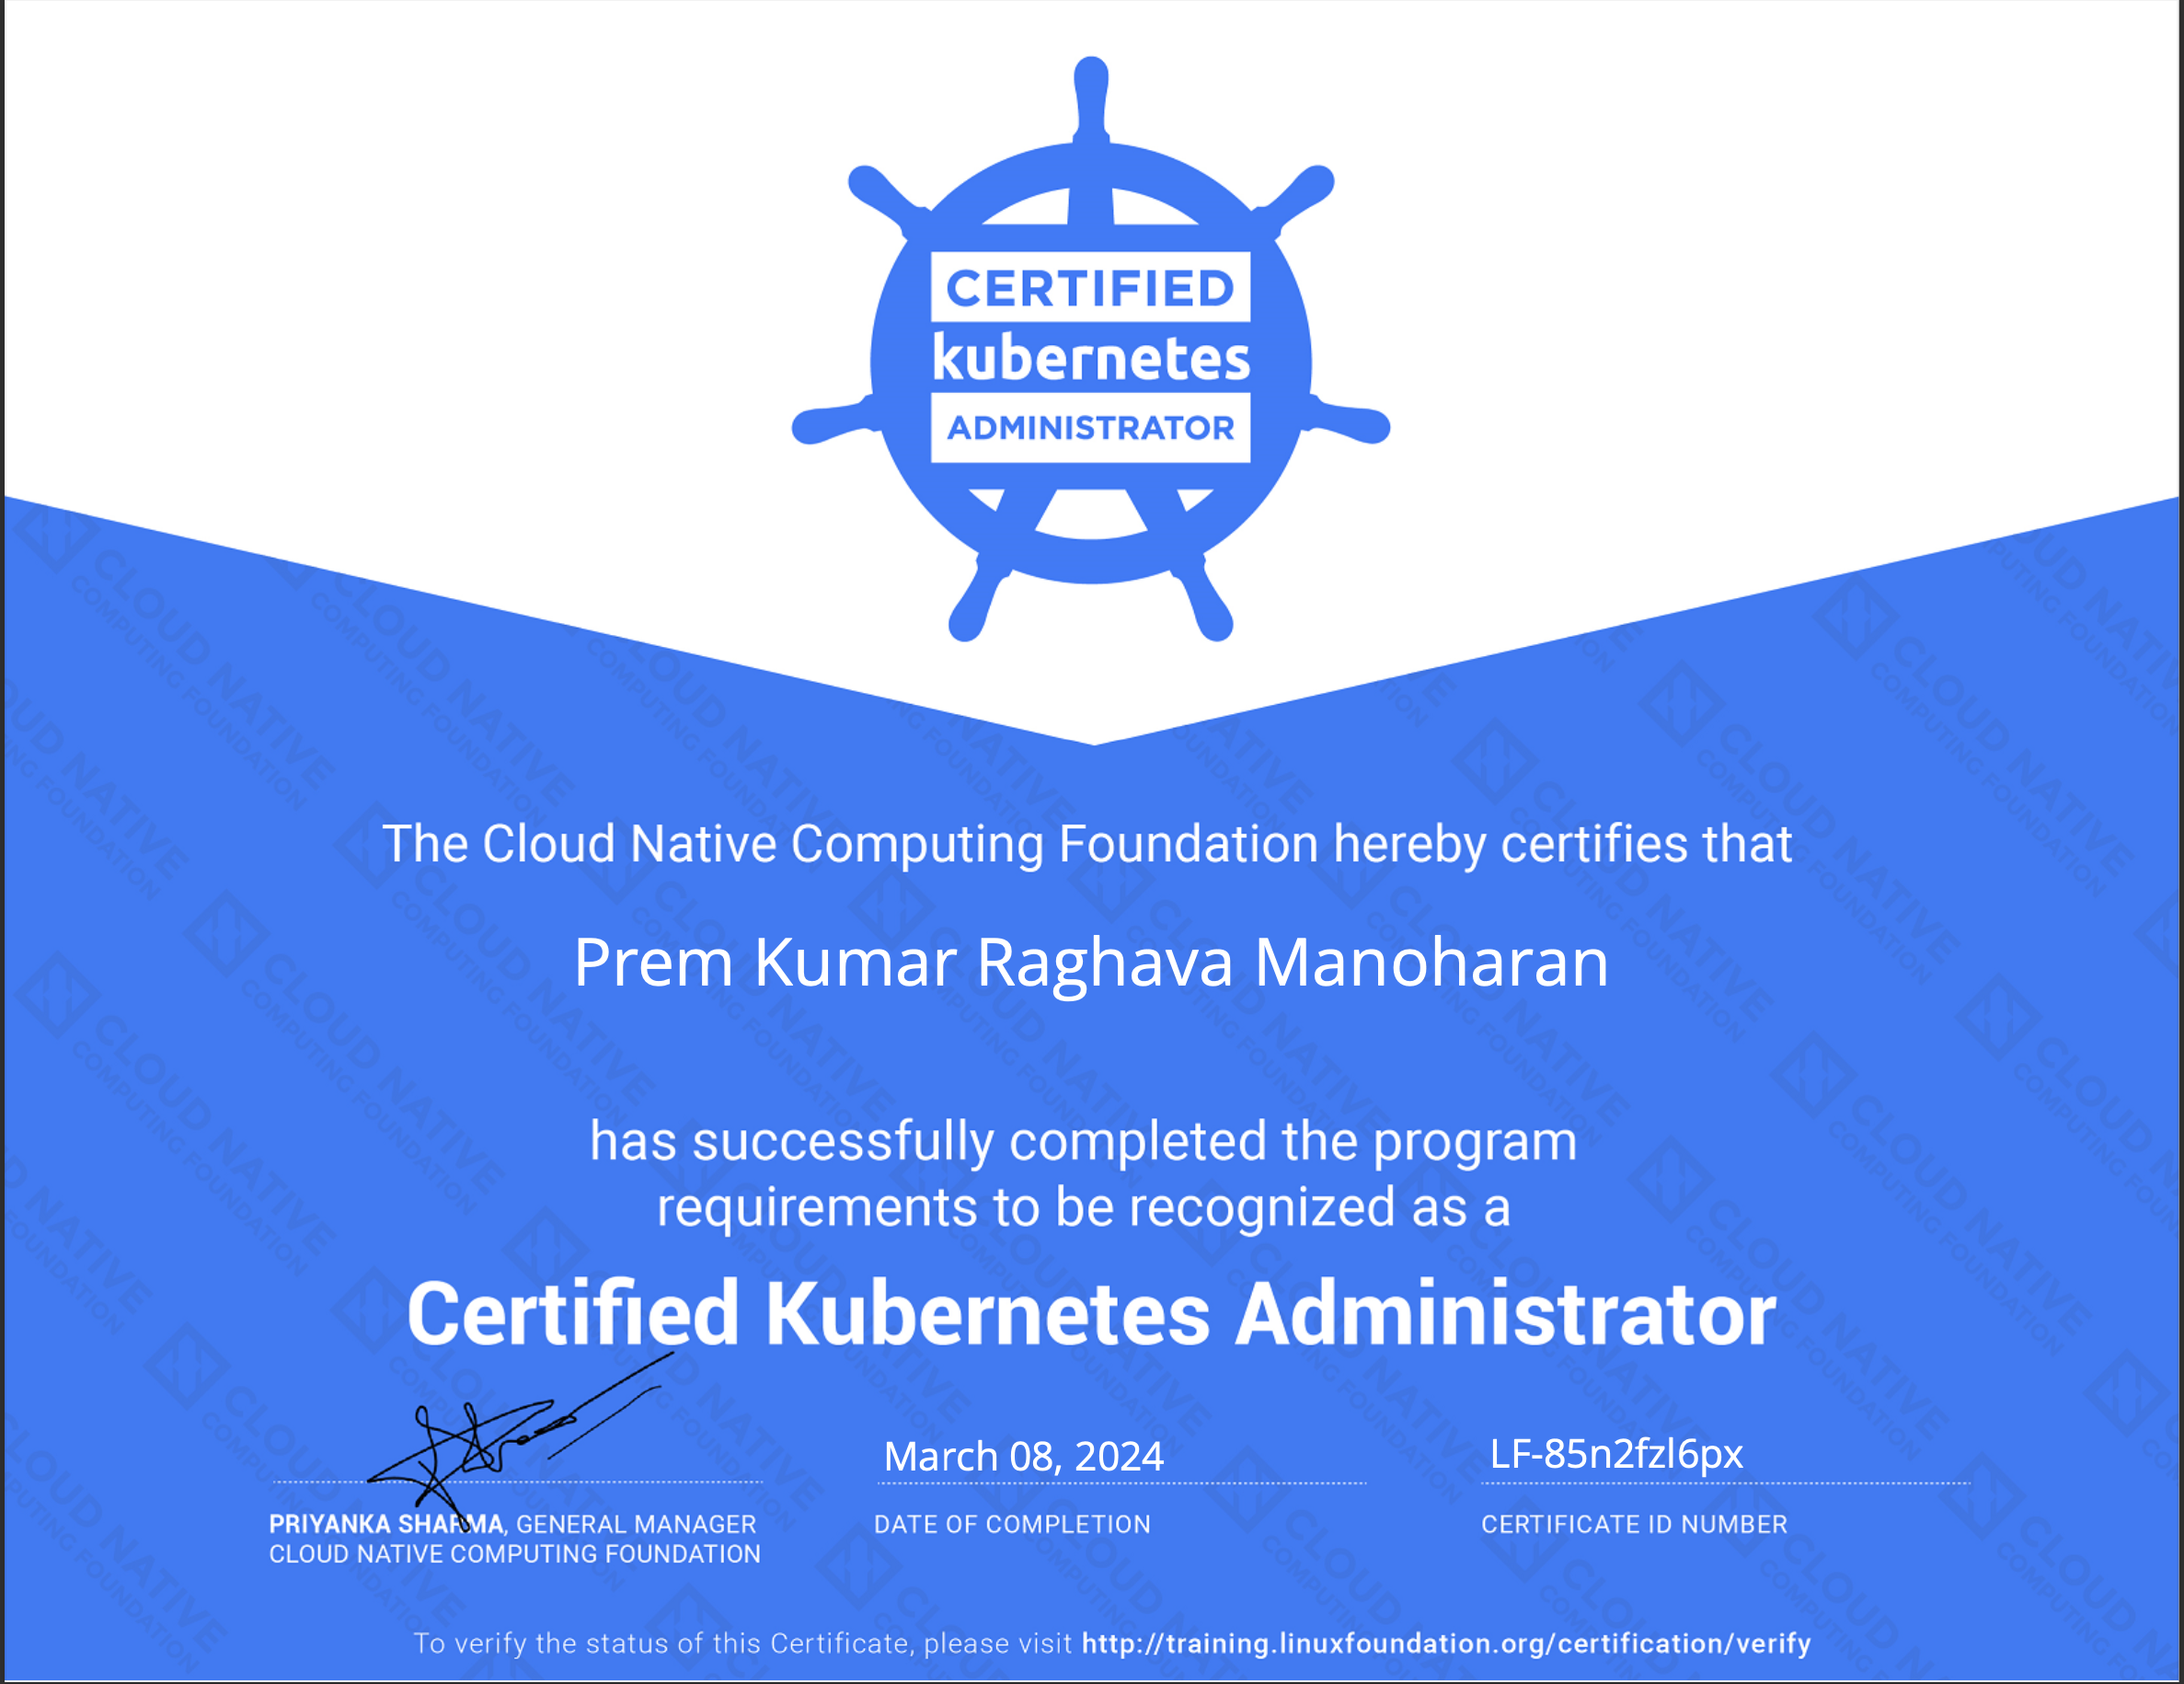 CERTIFIED
kubernetes
ADMINISTRATOR
The Cloud Native Computing Foundation hereby certifies that
Prem Kumar Raghava Manoharan
has successfully completed the program
requirements to be recognized as a
Certified Kubernetes Administrator
March 08, 2024
LF-85n2fzl6px
PRIYANKA SHARMA, GENERAL MANAGER
CLOUD NATIVE COMPUTING FOUNDATION
DATE OF COMPLETION
CERTIFICATE ID NUMBER
To verify the status of this Certificate, please visit http://training.linuxfoundation.org/certification/verify